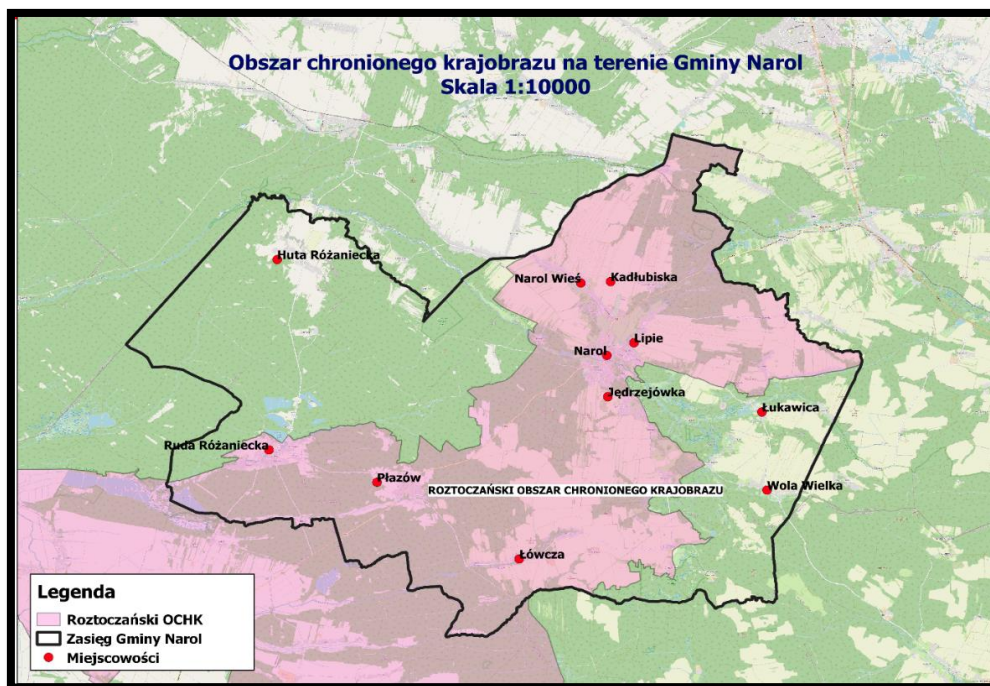 Obszar chronionego krajobrazu na terenie Gminy Narol
Skala 1:10000
Huta Różaniecka
Narol Wieś
Kadłubiska
Lipie
Narol
Jędrzejówka
Łukawica
Ruda Różaniecka
Płazów
ROZTOCZAŃSKI OBSZAR CHRONIONEGO KRAJOBRAZU
Wola Wielka
Łówcza
Legenda
Roztoczański OCHK
Zasięg Gminy Narol
Miejscowości